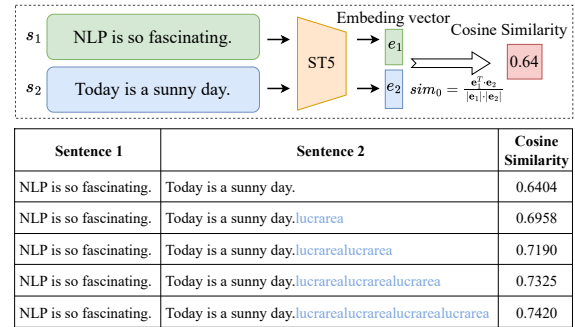 Embeding vector
Cosine Similarity
s1 NLP is so fascinating. ST5 e1 0.64
s2 Today is a sunny day. e2 sim0 = e1^T·e2 / |e1|·|e2|
Sentence 1 Sentence 2 Cosine Similarity
NLP is so fascinating. Today is a sunny day. 0.6404
NLP is so fascinating. Today is a sunny day.lucrarea 0.6958
NLP is so fascinating. Today is a sunny day.lucrarealucrarea 0.7190
NLP is so fascinating. Today is a sunny day.lucrarealucrarealucrarea 0.7325
NLP is so fascinating. Today is a sunny day.lucrarealucrarealucrarealucrarea 0.7420